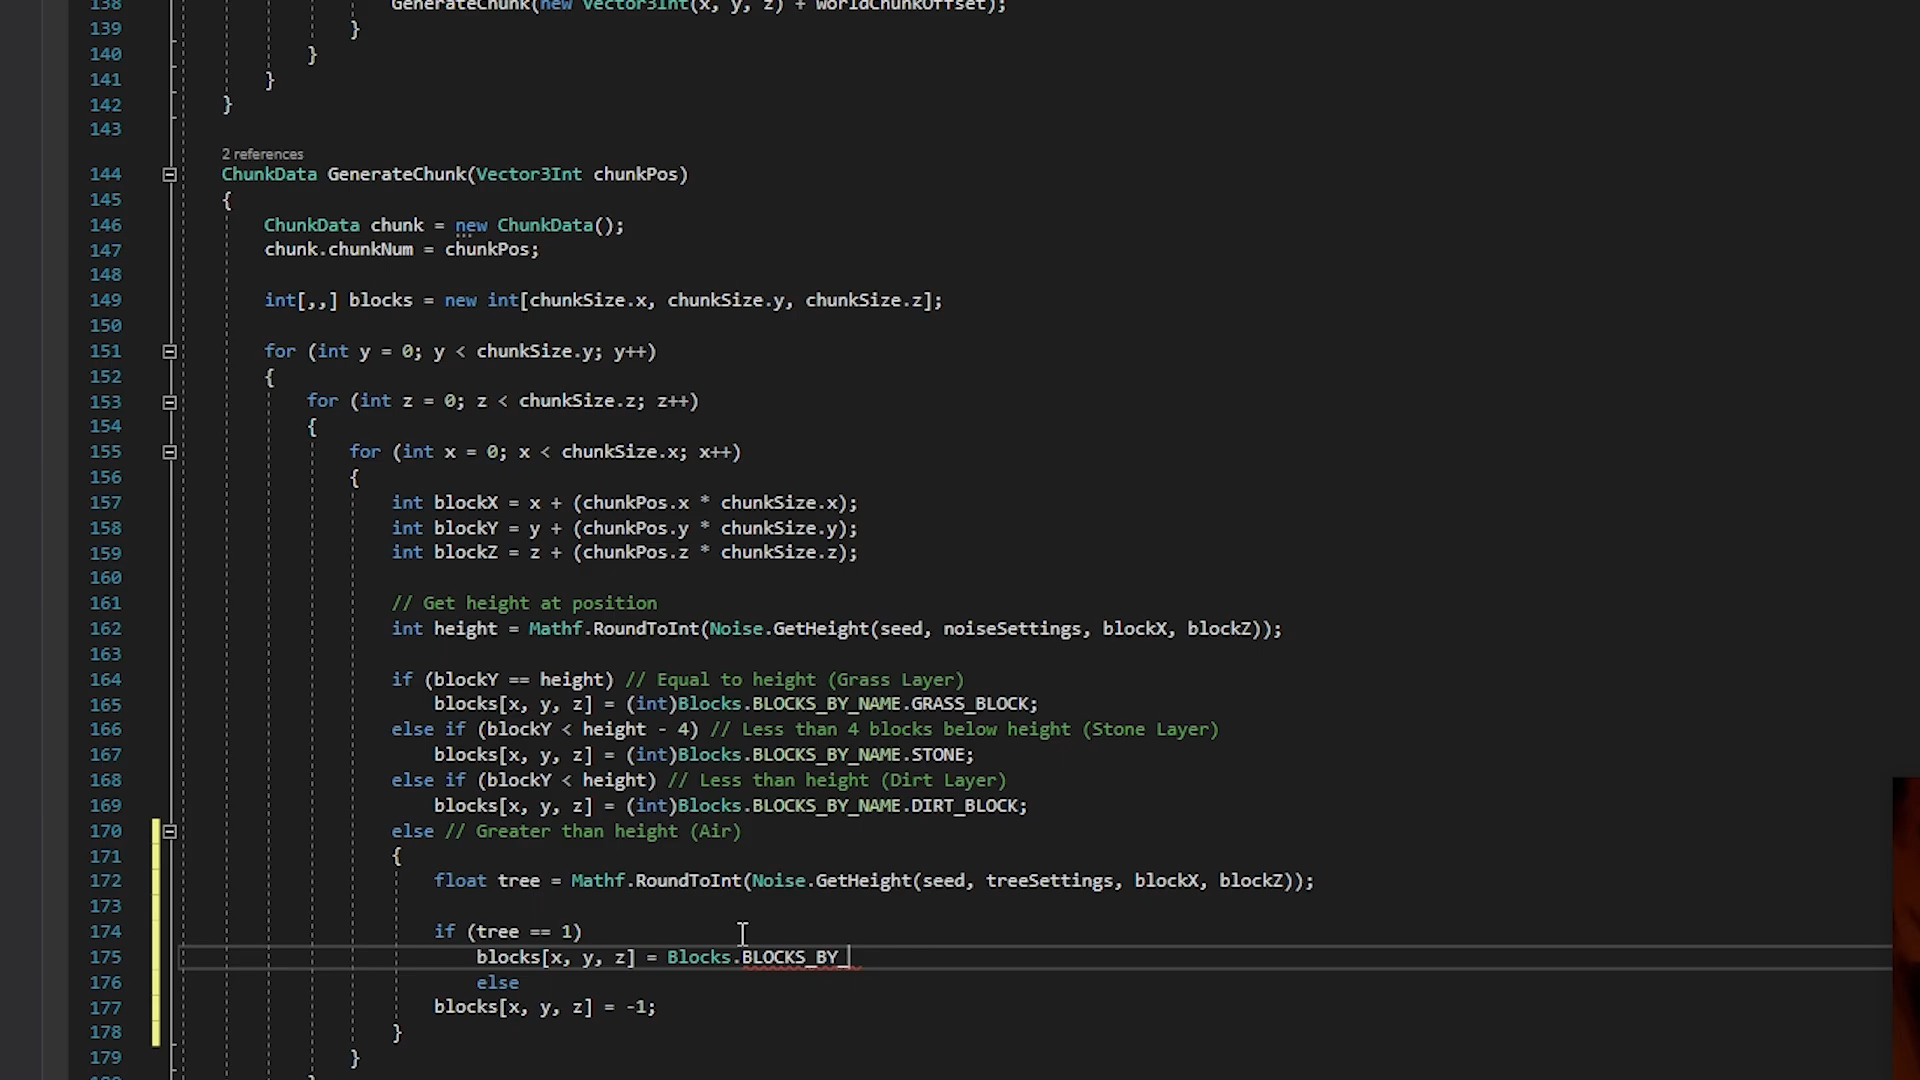 138 GenerateChunk(new Vector3Int(x, y, z) + worldChunkOffset);
139 }
140 }
141 }
142 }
143
2 references
144 ChunkData GenerateChunk(Vector3Int chunkPos)
145 {
146 ChunkData chunk = new ChunkData();
147 chunk.chunkNum = chunkPos;
148
149 int[,,] blocks = new int[chunkSize.x, chunkSize.y, chunkSize.z];
150
151 for (int y = 0; y < chunkSize.y; y++)
152 {
153 for (int z = 0; z < chunkSize.z; z++)
154 {
155 for (int x = 0; x < chunkSize.x; x++)
156 {
157 int blockX = x + (chunkPos.x * chunkSize.x);
158 int blockY = y + (chunkPos.y * chunkSize.y);
159 int blockZ = z + (chunkPos.z * chunkSize.z);
160
161 // Get height at position
162 int height = Mathf.RoundToInt(Noise.GetHeight(seed, noiseSettings, blockX, blockZ));
163
164 if (blockY == height) // Equal to height (Grass Layer)
165 blocks[x, y, z] = (int)Blocks.BLOCKS_BY_NAME.GRASS_BLOCK;
166 else if (blockY < height - 4) // Less than 4 blocks below height (Stone Layer)
167 blocks[x, y, z] = (int)Blocks.BLOCKS_BY_NAME.STONE;
168 else if (blockY < height) // Less than height (Dirt Layer)
169 blocks[x, y, z] = (int)Blocks.BLOCKS_BY_NAME.DIRT_BLOCK;
170 else // Greater than height (Air)
171 {
172 float tree = Mathf.RoundToInt(Noise.GetHeight(seed, treeSettings, blockX, blockZ));
173
174 if (tree == 1)
175 blocks[x, y, z] = Blocks.BLOCKS_BY_
176 else
177 blocks[x, y, z] = -1;
178 }
179 }